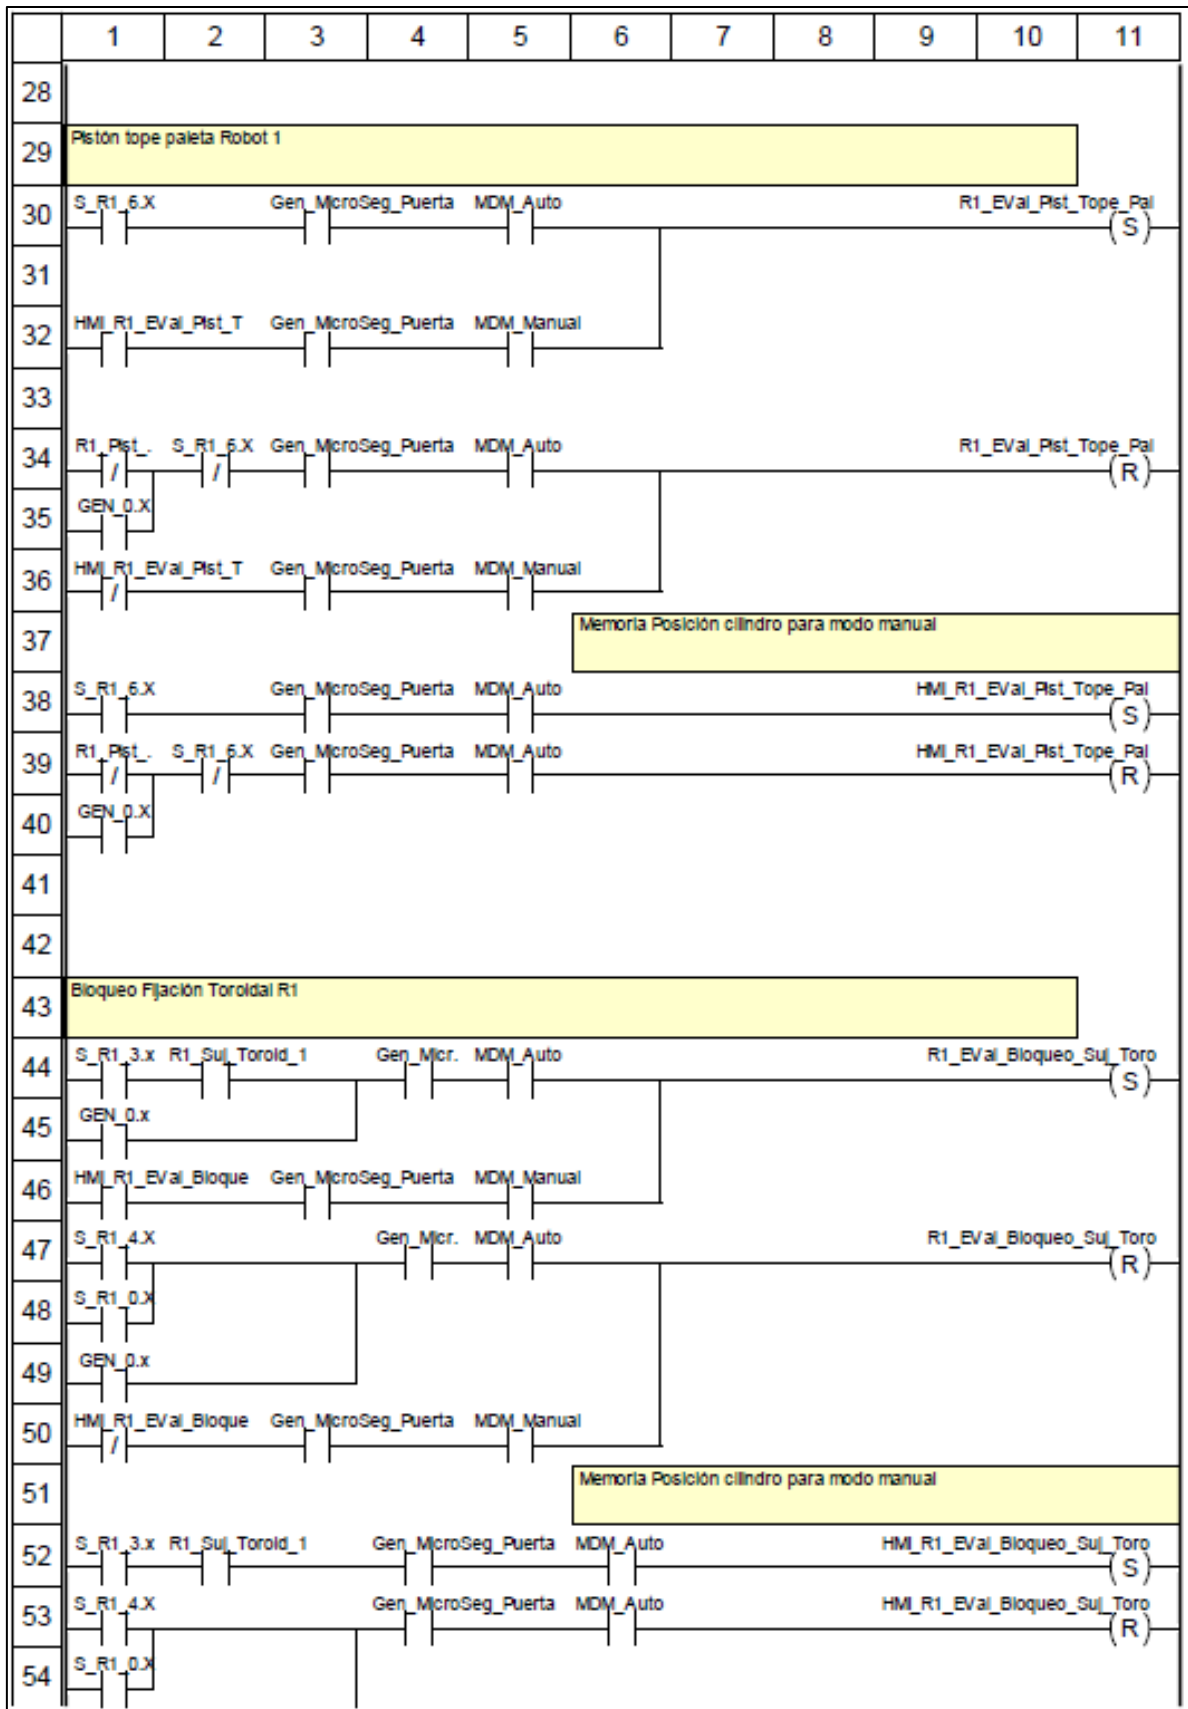 1 2 3 4 5 6 7 8 9 10 11
28
29 Pistón tope paleta Robot 1
30 S_R1_6.X Gen_MicroSeg_Puerta MDM_Auto R1_EVal_Pist_Tope_Pal
(S)
31
32 HMI_R1_EVal_Pist_T Gen_MicroSeg_Puerta MDM_Manual
33
34 R1_Pist_. S_R1_6.X Gen_MicroSeg_Puerta MDM_Auto R1_EVal_Pist_Tope_Pal
/ / (R)
35 GEN_0.X
36 HMI_R1_EVal_Pist_T Gen_MicroSeg_Puerta MDM_Manual
/
37 Memoria Posición cilindro para modo manual
38 S_R1_6.X Gen_MicroSeg_Puerta MDM_Auto HMI_R1_EVal_Pist_Tope_Pal
(S)
39 R1_Pist_. S_R1_6.X Gen_MicroSeg_Puerta MDM_Auto HMI_R1_EVal_Pist_Tope_Pal
/ / (R)
40 GEN_0.X
41
42
43 Bloqueo Fijación Toroidal R1
44 S_R1_3.x R1_Suj_Toroid_1 Gen_Micr. MDM_Auto R1_EVal_Bloqueo_Suj_Toro
(S)
45 GEN_0.x
46 HMI_R1_EVal_Bloque Gen_MicroSeg_Puerta MDM_Manual
47 S_R1_4.X Gen_Micr. MDM_Auto R1_EVal_Bloqueo_Suj_Toro
(R)
48 S_R1_0.X
49 GEN_0.x
50 HMI_R1_EVal_Bloque Gen_MicroSeg_Puerta MDM_Manual
/
51 Memoria Posición cilindro para modo manual
52 S_R1_3.x R1_Suj_Toroid_1 Gen_MicroSeg_Puerta MDM_Auto HMI_R1_EVal_Bloqueo_Suj_Toro
(S)
53 S_R1_4.X Gen_MicroSeg_Puerta MDM_Auto HMI_R1_EVal_Bloqueo_Suj_Toro
(R)
54 S_R1_0.X